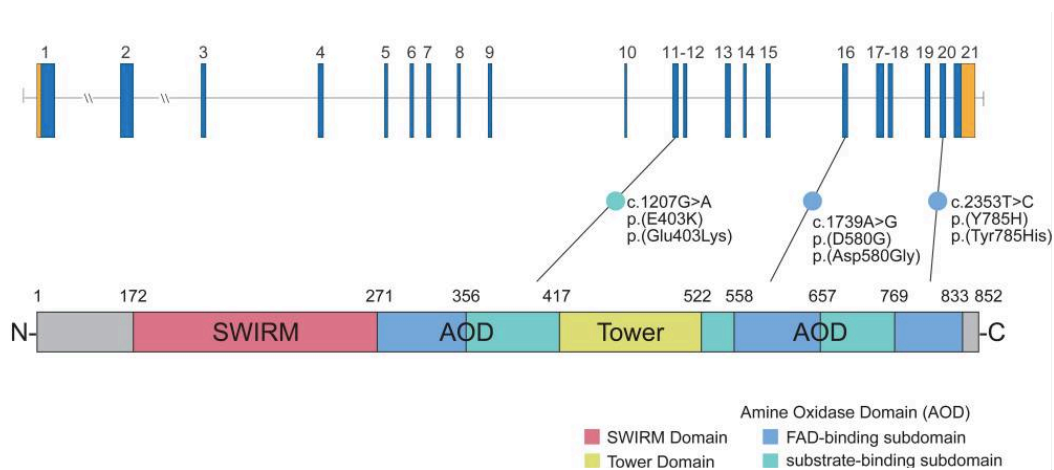 1 2 3 4 5 6 7 8 9 10 11-12 13 14 15 16 17-18 19 20 21
c.1207G>A
p.(E403K)
p.(Glu403Lys)
c.1739A>G
p.(D580G)
p.(Asp580Gly)
c.2353T>C
p.(Y785H)
p.(Tyr785His)
1 172 271 356 417 522 558 657 769 833 852
N- SWIRM AOD Tower AOD -C
Amine Oxidase Domain (AOD)
SWIRM Domain FAD-binding subdomain
Tower Domain substrate-binding subdomain